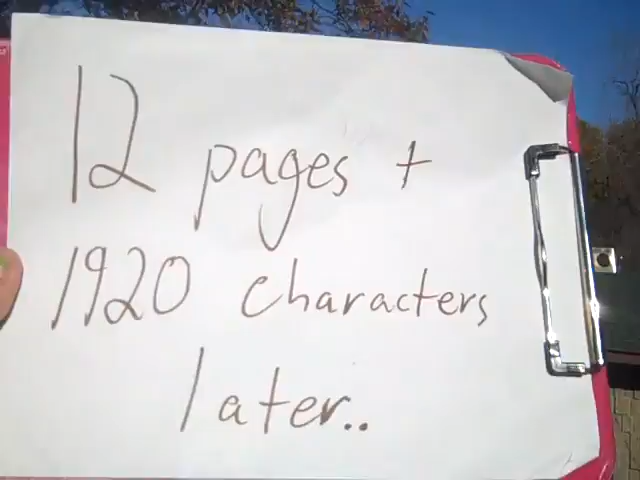 12 pages +
1920 characters
later..